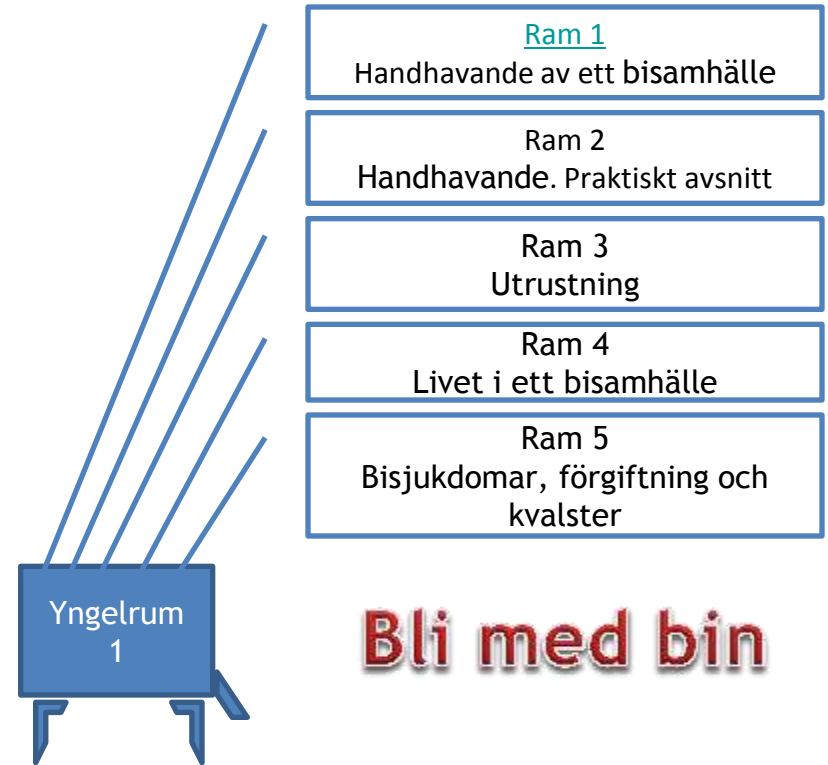 Ram 1
Handhavande av ett bisamhälle
Ram 2
Handhavande. Praktiskt avsnitt
Ram 3
Utrustning
Ram 4
Livet i ett bisamhälle
Ram 5
Bisjukdomar, förgiftning och
kvalster
Yngelrum
1
Bli med bin